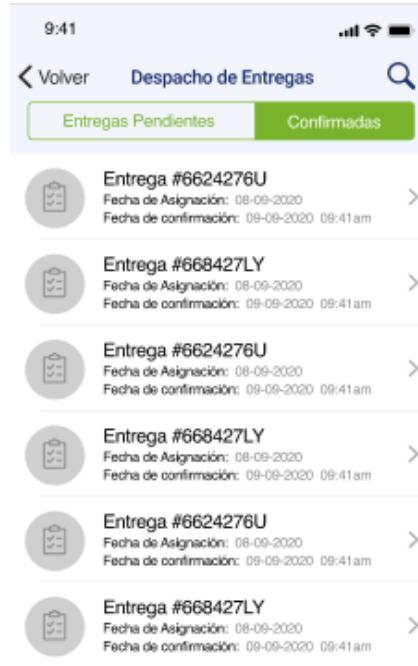 9:41
Volver Despacho de Entregas
Entregas Pendientes Confirmadas
Entrega #6624276U
Fecha de Asignación: 08-09-2020
Fecha de confirmación: 09-09-2020 09:41am
Entrega #668427LY
Fecha de Asignación: 08-09-2020
Fecha de confirmación: 09-09-2020 09:41am
Entrega #6624276U
Fecha de Asignación: 08-09-2020
Fecha de confirmación: 09-09-2020 09:41am
Entrega #668427LY
Fecha de Asignación: 08-09-2020
Fecha de confirmación: 09-09-2020 09:41am
Entrega #6624276U
Fecha de Asignación: 08-09-2020
Fecha de confirmación: 09-09-2020 09:41am
Entrega #668427LY
Fecha de Asignación: 08-09-2020
Fecha de confirmación: 09-09-2020 09:41am